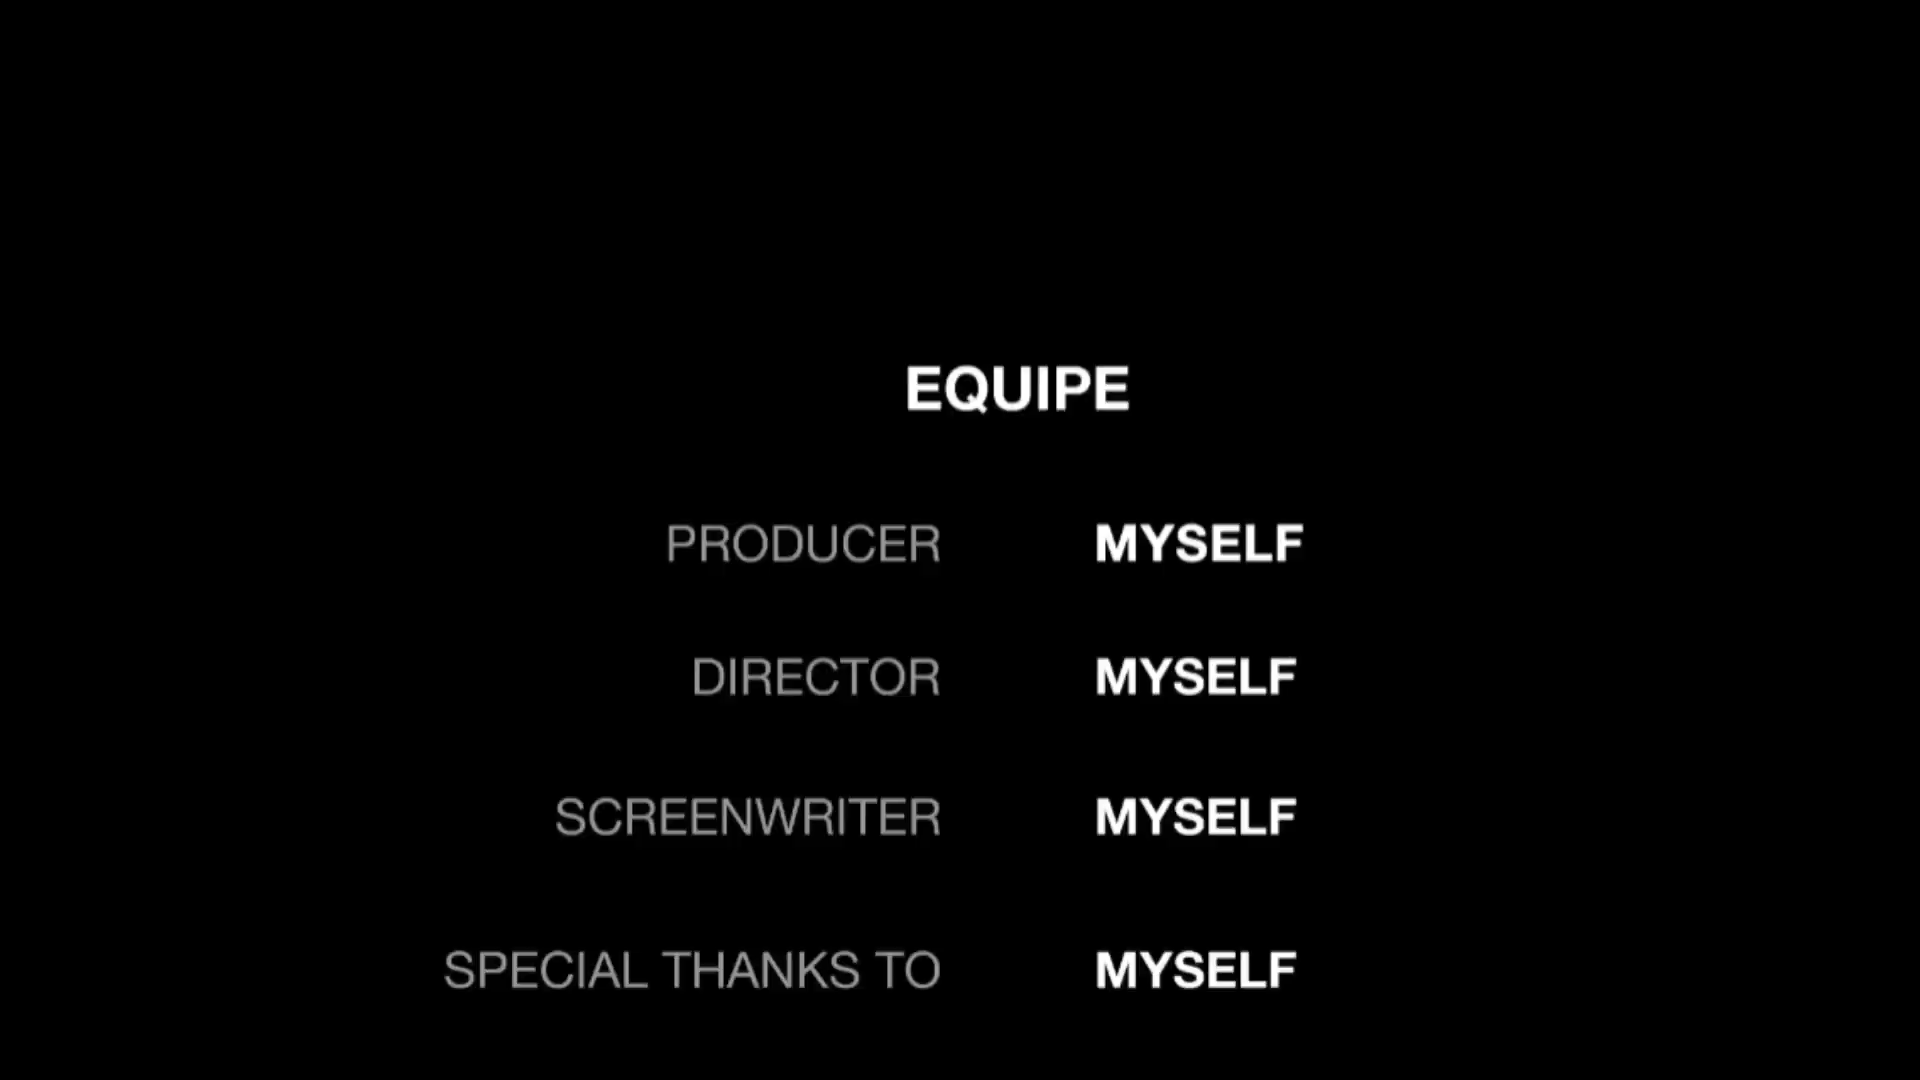 EQUIPE
PRODUCER MYSELF
DIRECTOR MYSELF
SCREENWRITER MYSELF
SPECIAL THANKS TO MYSELF